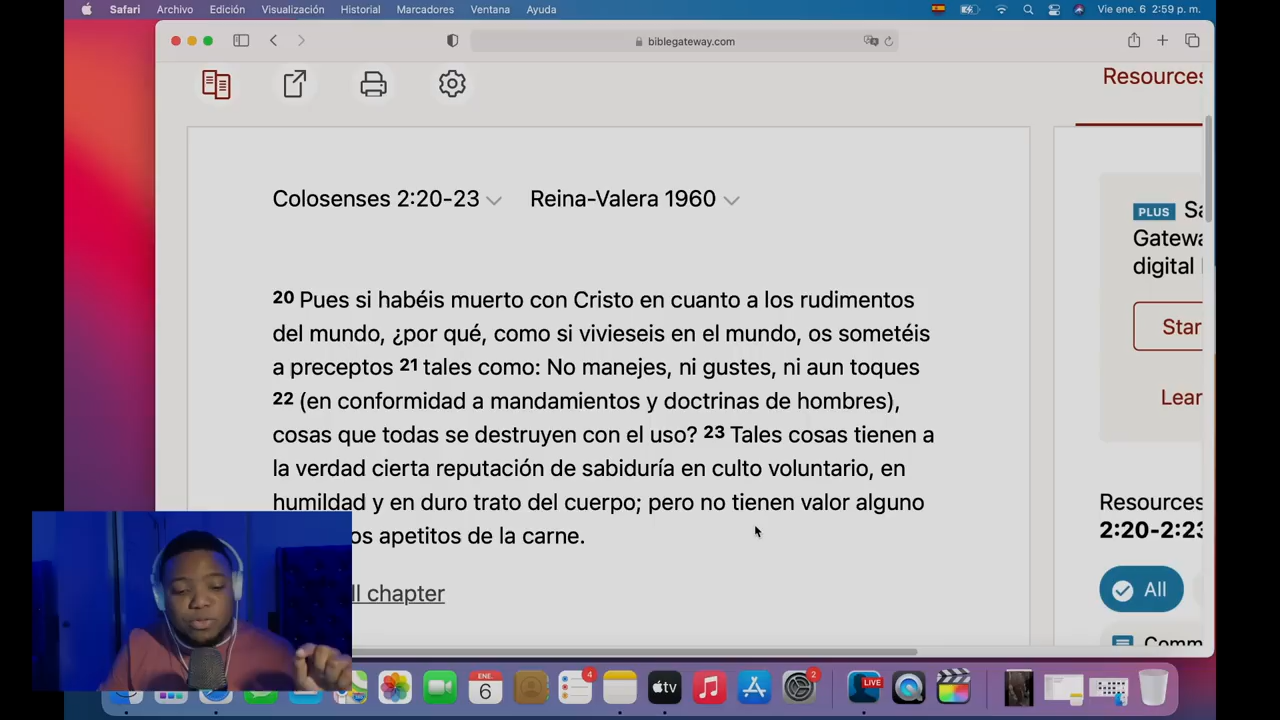 Safari Archivo Edición Visualización Historial Marcadores Ventana Ayuda Vie ene. 6 2:59 p. m.
biblegateway.com
Resources
Colosenses 2:20-23 Reina-Valera 1960
20 Pues si habéis muerto con Cristo en cuanto a los rudimentos
del mundo, ¿por qué, como si vivieseis en el mundo, os sometéis
a preceptos 21 tales como: No manejes, ni gustes, ni aun toques
22 (en conformidad a mandamientos y doctrinas de hombres),
cosas que todas se destruyen con el uso? 23 Tales cosas tienen a
la verdad cierta reputación de sabiduría en culto voluntario, en
humildad y en duro trato del cuerpo; pero no tienen valor alguno
os apetitos de la carne.
ll chapter
PLUS Sa
Gatewa
digital
Star
Lear
Resources
2:20-2:23
All
Comm
ENE.
6
4
tv
2
LIVE